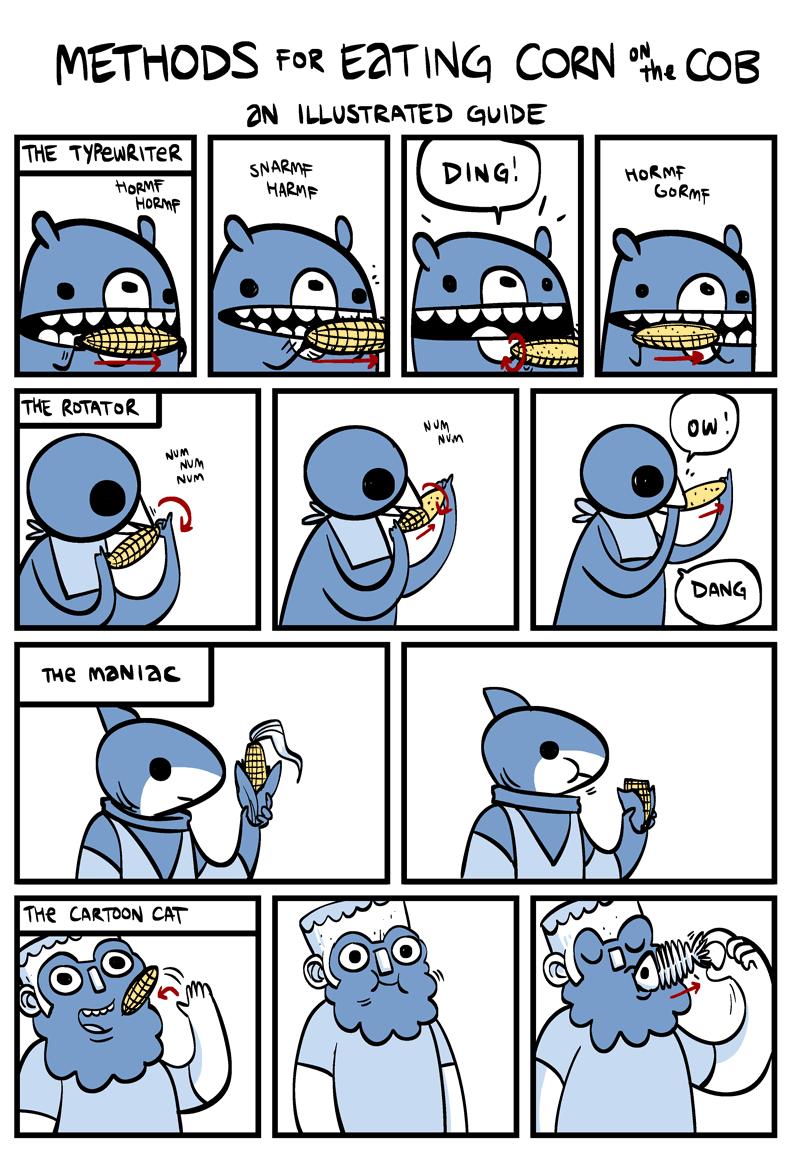 METHODS FOR EATING CORN ON the COB
AN ILLUSTRATED GUIDE
THE TYPEWRITER
HORMF
HORMF
SNARMF
HARMF
DING!
HORMF
GORMF
THE ROTATOR
NUM
NUM
NUM
NUM
NUM
OW!
DANG
THE MANIAC
THE CARTOON CAT